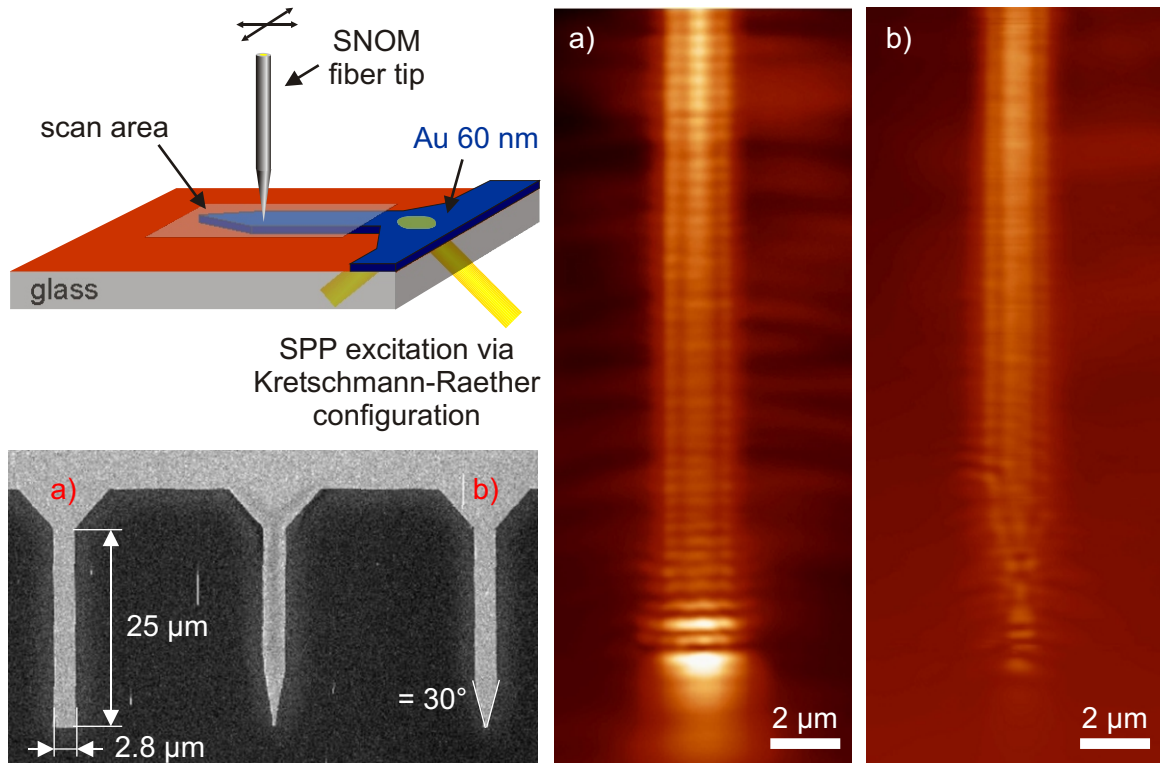 SNOM
fiber tip
scan area
Au 60 nm
glass
SPP excitation via
Kretschmann-Raether
configuration
a)
b)
25 µm
= 30°
2.8 µm
a)
2 µm
b)
2 µm